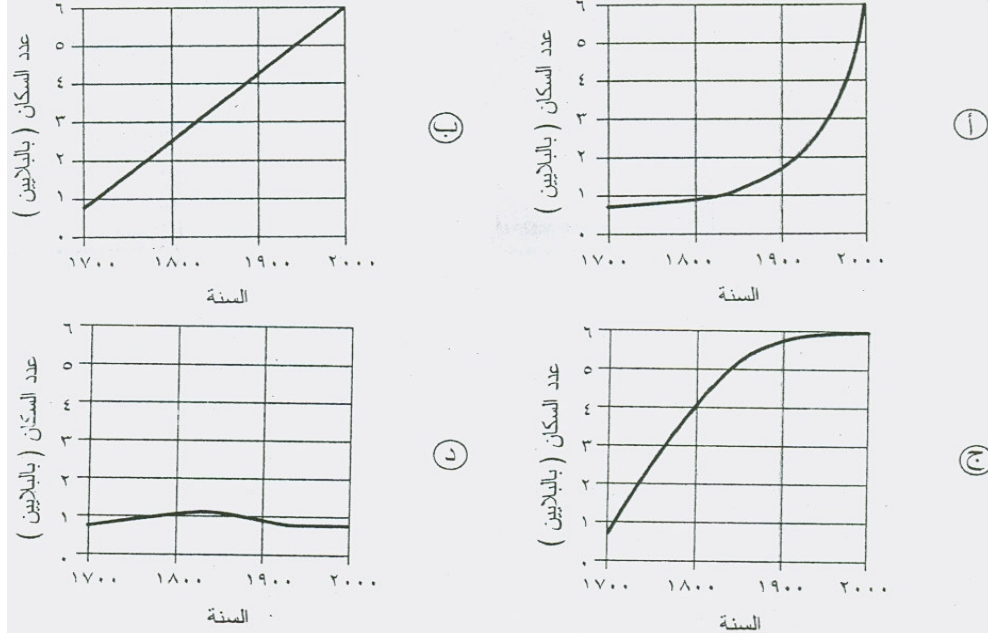 أ
عدد السكان ( بالبلايين )
٦
٥
٤
٣
٢
١
٠
١٧٠٠ ١٨٠٠ ١٩٠٠ ٢٠٠٠
السنة
ب
عدد السكان ( بالبلايين )
٦
٥
٤
٣
٢
١
٠
١٧٠٠ ١٨٠٠ ١٩٠٠ ٢٠٠٠
السنة
ج
عدد السكان ( بالبلايين )
٦
٥
٤
٣
٢
١
٠
١٧٠٠ ١٨٠٠ ١٩٠٠ ٢٠٠٠
السنة
د
عدد السكان ( بالبلايين )
٦
٥
٤
٣
٢
١
٠
١٧٠٠ ١٨٠٠ ١٩٠٠ ٢٠٠٠
السنة